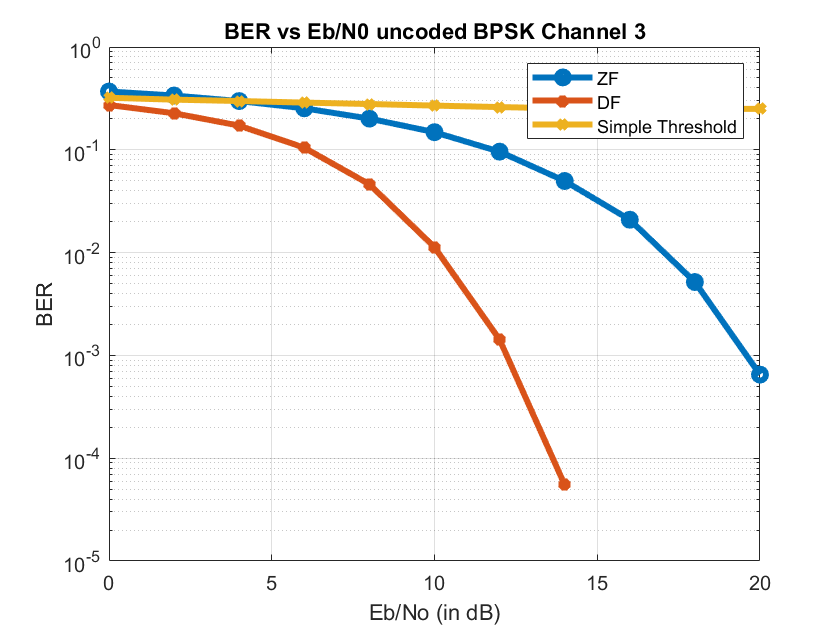 BER vs Eb/N0 uncoded BPSK Channel 3
ZF
DF
Simple Threshold
BER
10^0
10^-1
10^-2
10^-3
10^-4
10^-5
0 5 10 15 20
Eb/No (in dB)